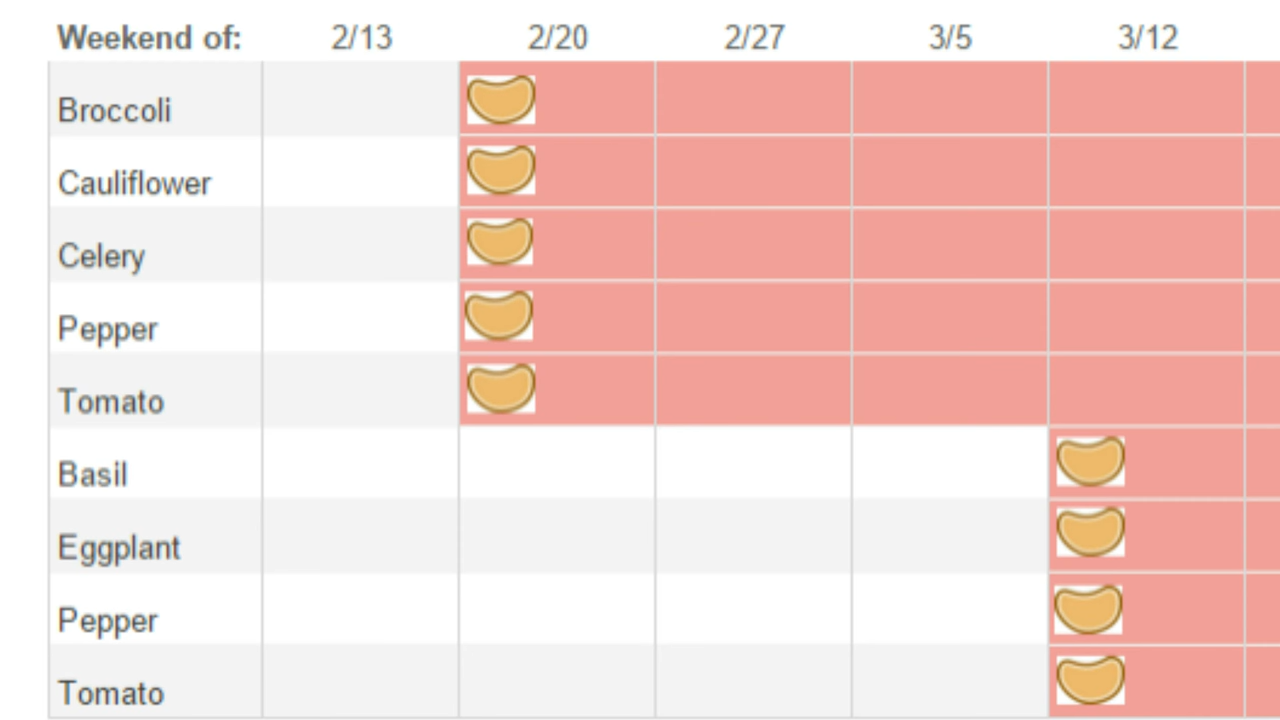 Weekend of: 2/13 2/20 2/27 3/5 3/12
Broccoli
Cauliflower
Celery
Pepper
Tomato
Basil
Eggplant
Pepper
Tomato